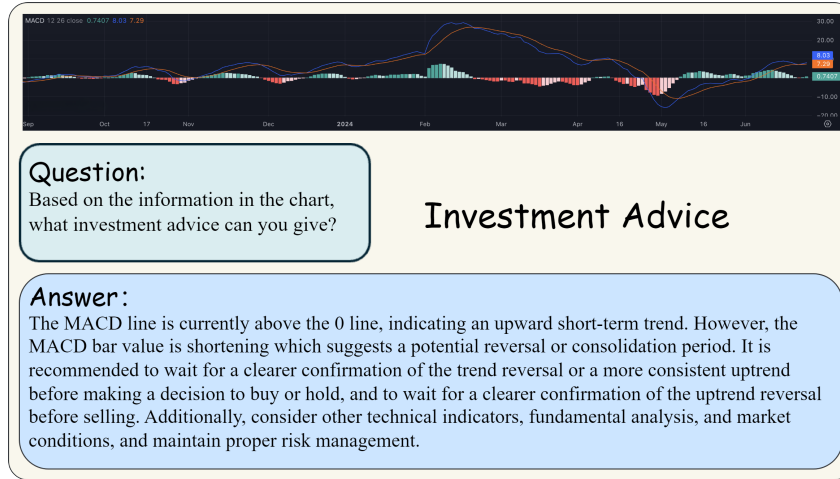 MACD 12 26 close 0.7407 8.03 7.29
30.00
20.00
8.03
7.29
0.7407
-10.00
-20.00
Sep Oct 17 Nov Dec 2024 Feb Mar Apr 16 May 16 Jun
Question:
Based on the information in the chart,
what investment advice can you give?
Investment Advice
Answer:
The MACD line is currently above the 0 line, indicating an upward short-term trend. However, the
MACD bar value is shortening which suggests a potential reversal or consolidation period. It is
recommended to wait for a clearer confirmation of the trend reversal or a more consistent uptrend
before making a decision to buy or hold, and to wait for a clearer confirmation of the uptrend reversal
before selling. Additionally, consider other technical indicators, fundamental analysis, and market
conditions, and maintain proper risk management.